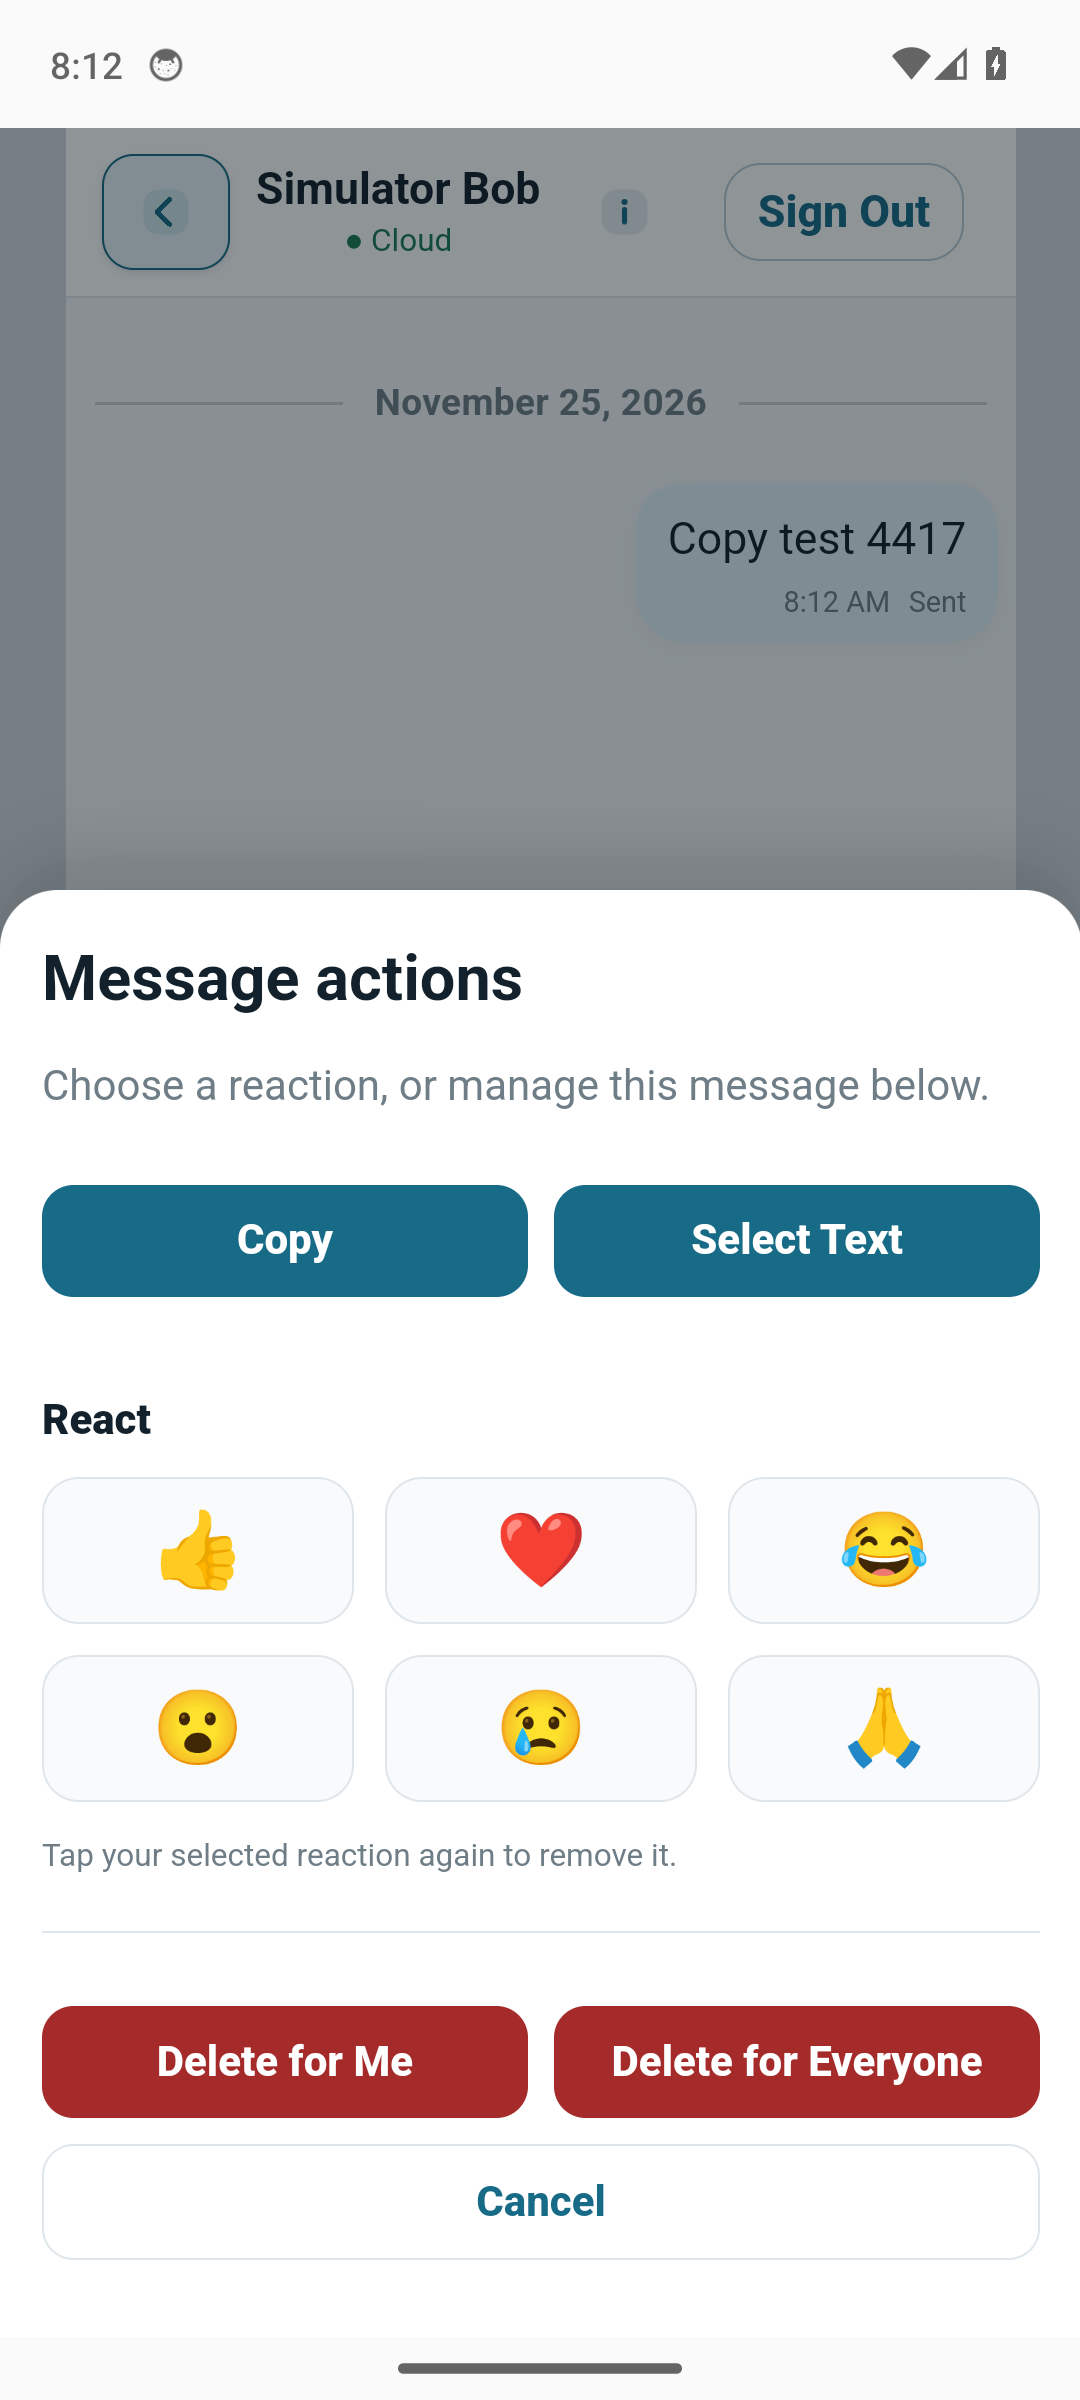 8:12
Simulator Bob
Cloud
Sign Out
November 25, 2026
Copy test 4417
8:12 AM Sent
Message actions
Choose a reaction, or manage this message below.
Copy
Select Text
React
Tap your selected reaction again to remove it.
Delete for Me
Delete for Everyone
Cancel